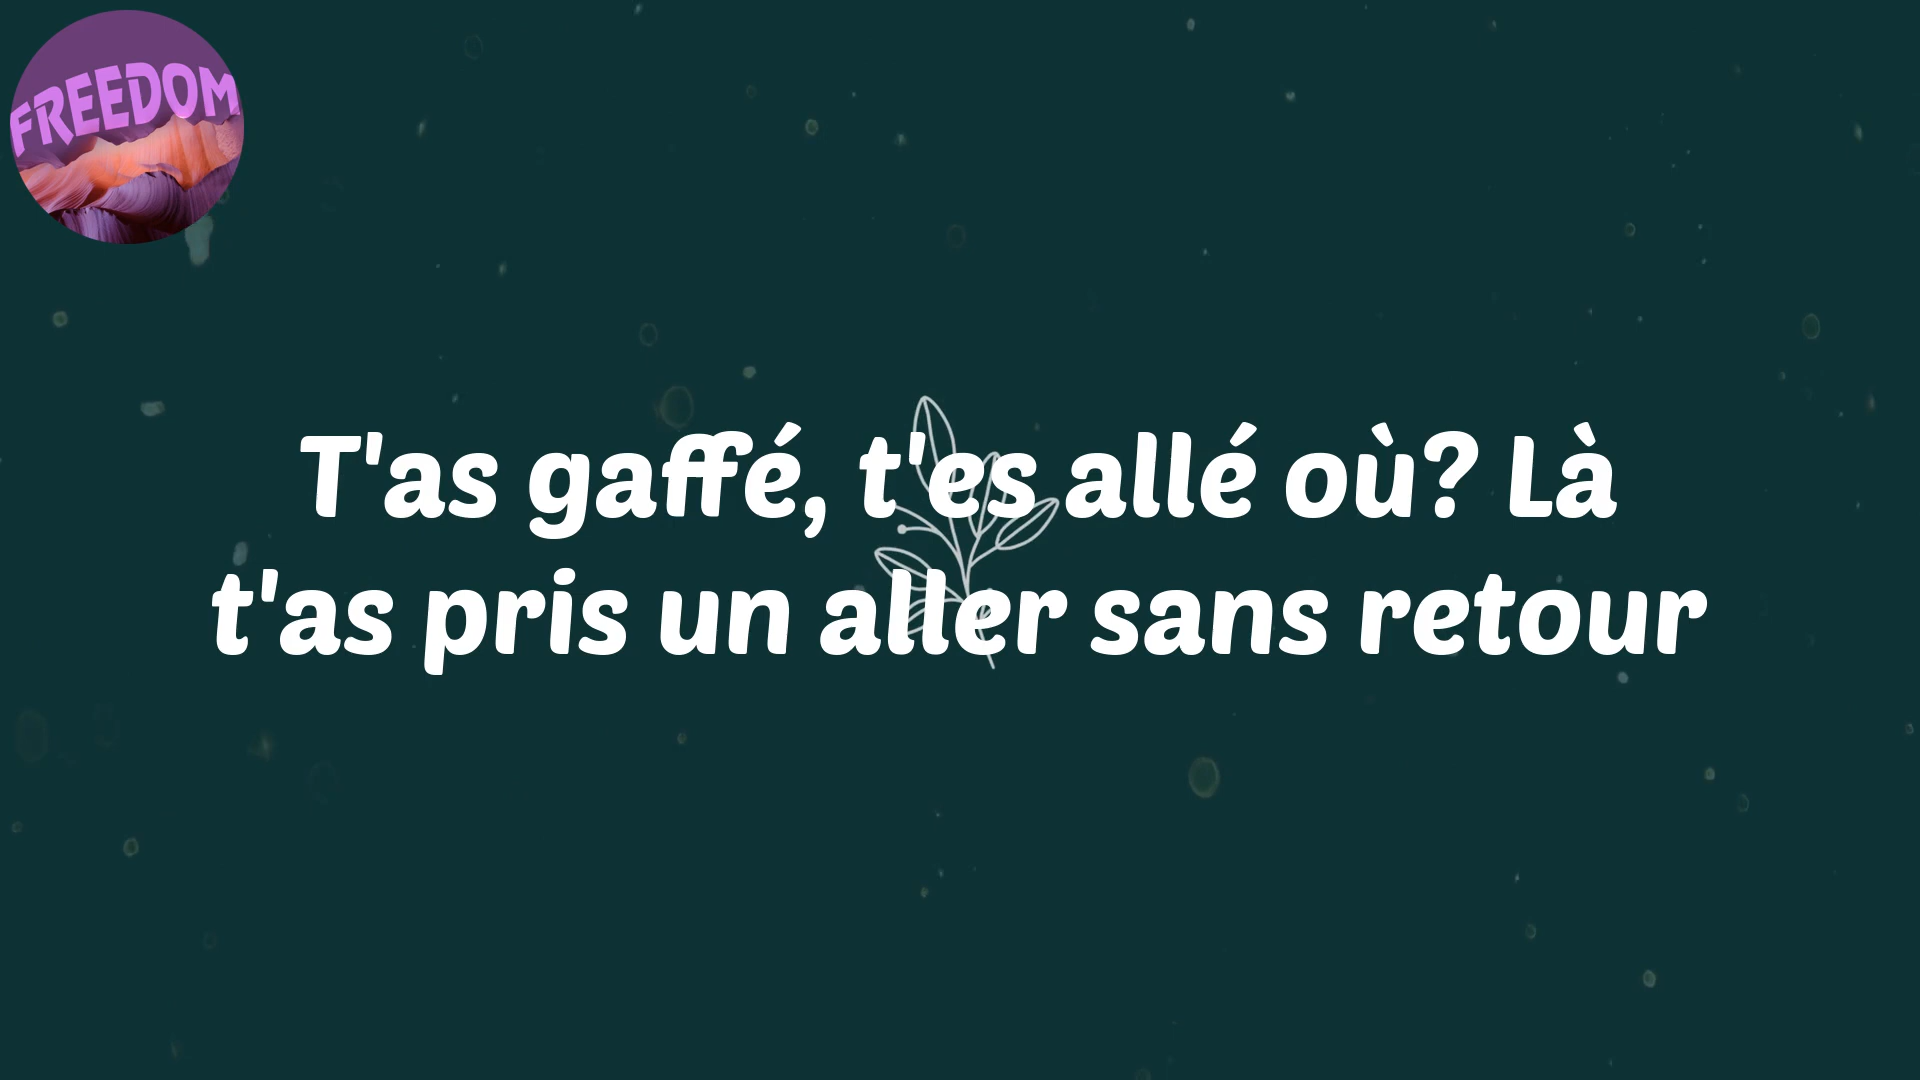 FREEDOM
T'as gaffé, t'es allé où? Là
t'as pris un aller sans retour